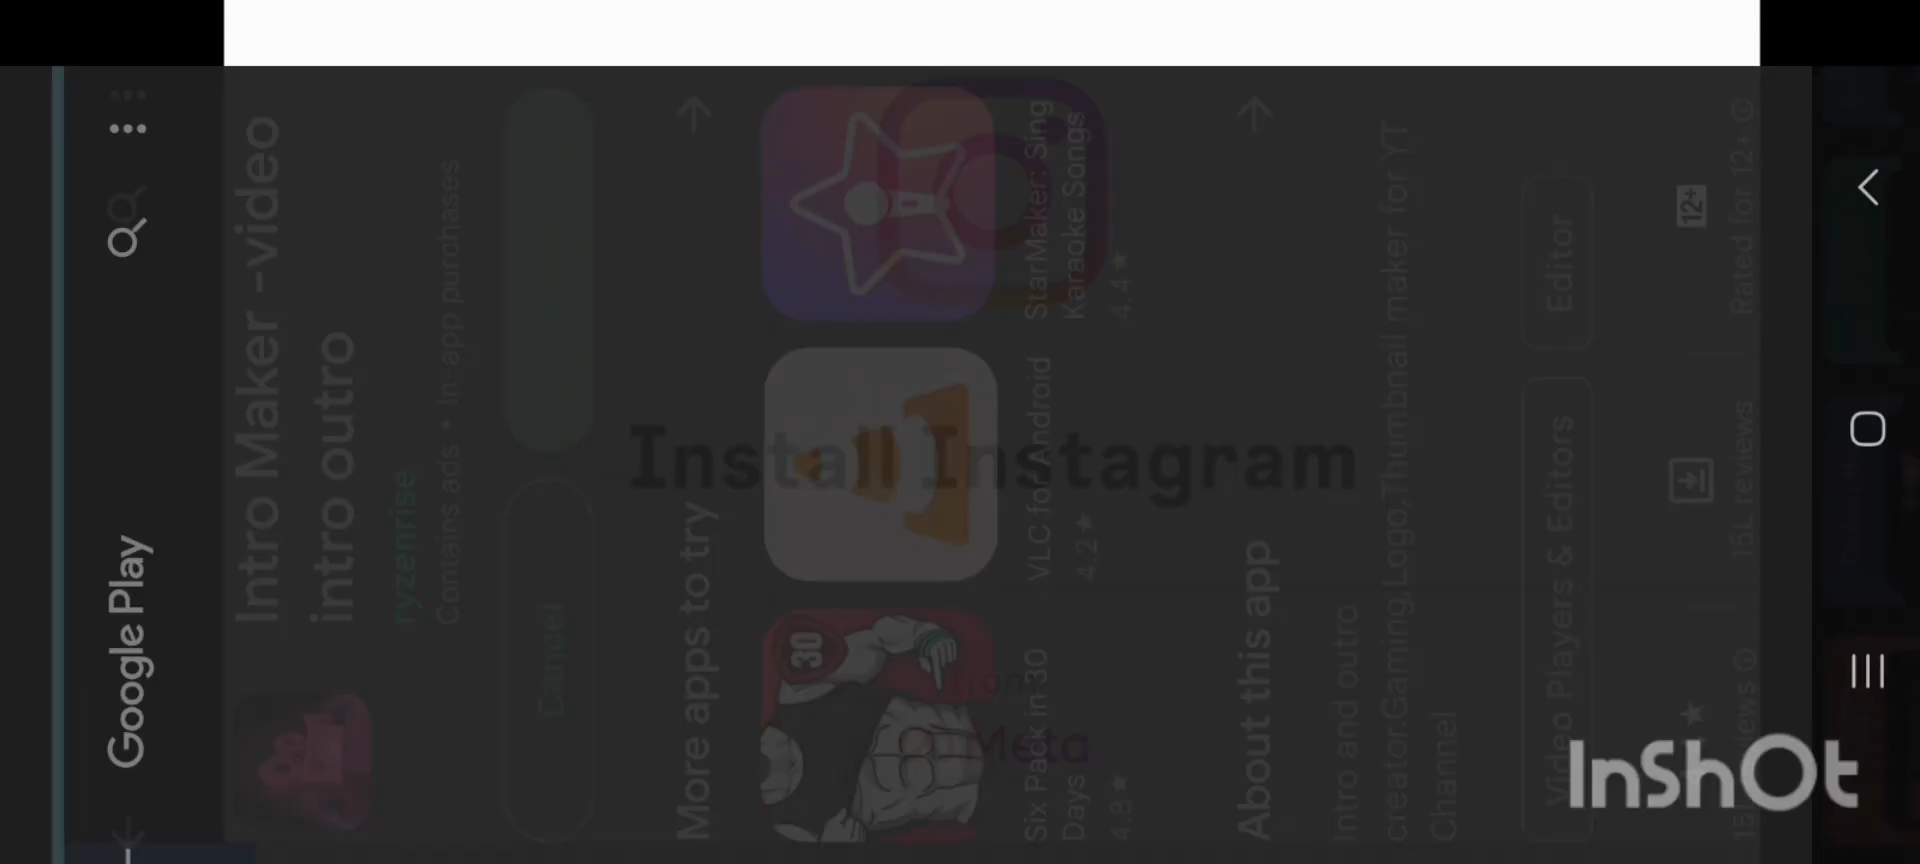 Google Play
Intro Maker -video
intro outro
ryzenrise
Contains ads • In-app purchases
Cancel
More apps to try
30
Six Pack in 30
Days
4.8★
VLC for Android
4.2★
StarMaker: Sing
Karaoke Songs
4.4★
About this app
Intro and outro
creator.Gaming,Logo,Thumbnail maker for YT
Channel
Video Players & Editors
Editor
15L reviews
12+
Rated for 12+
Install Instagram
from
Meta
InShOt